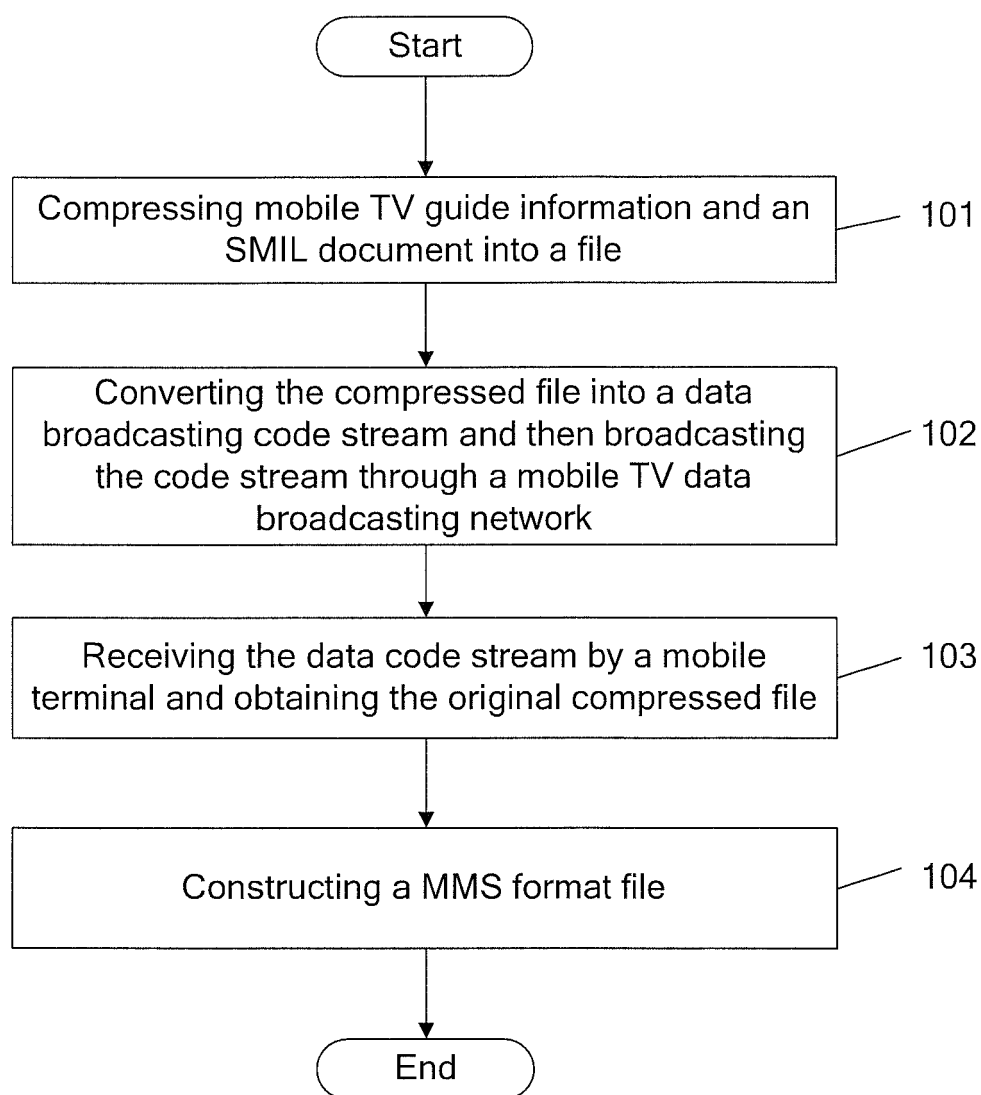 Start
Compressing mobile TV guide information and an
SMIL document into a file
101
Converting the compressed file into a data
broadcasting code stream and then broadcasting
the code stream through a mobile TV data
broadcasting network
102
Receiving the data code stream by a mobile
terminal and obtaining the original compressed file
103
Constructing a MMS format file
104
End